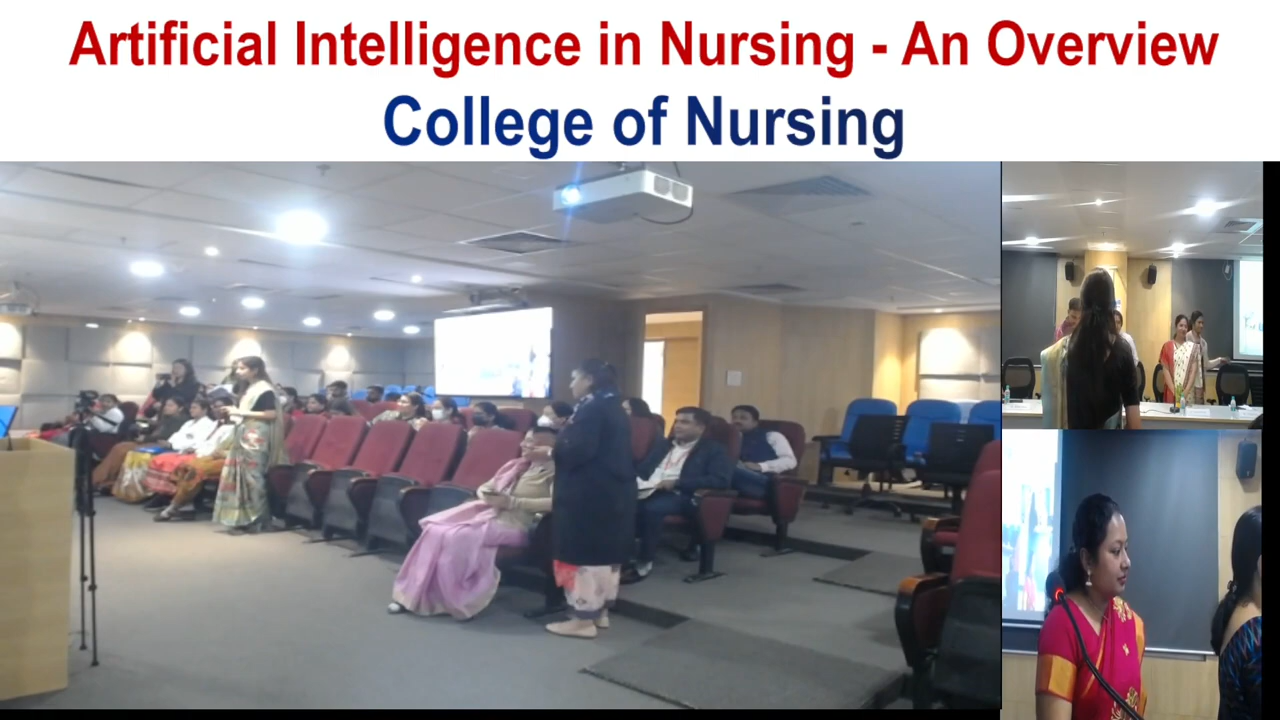 Artificial Intelligence in Nursing - An Overview
College of Nursing